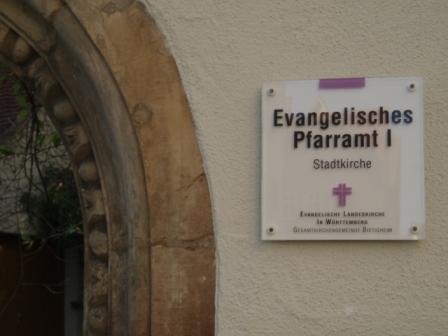 Evangelisches
Pfarramt I
Stadtkirche
Evangelische Landeskirche
In Württemberg
Gesamtkirchengemeinde Bietigheim